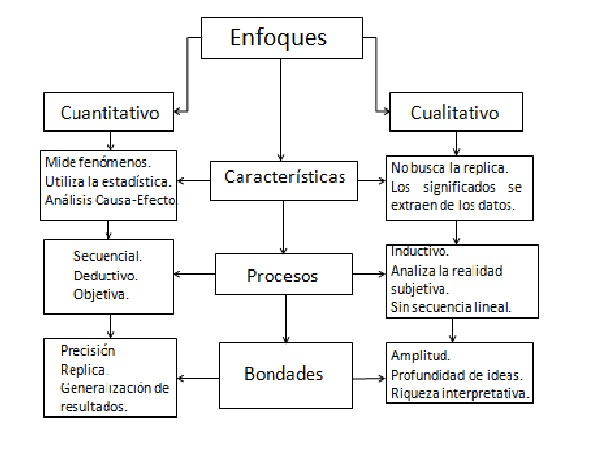 Enfoques
Cuantitativo
Cualitativo
Mide fenómenos.
Utiliza la estadística.
Análisis Causa-Efecto.
Características
No busca la replica.
Los significados se
extraen de los datos.
Secuencial.
Deductivo.
Objetiva.
Procesos
Inductivo.
Analiza la realidad
subjetiva.
Sin secuencia lineal.
Precisión
Replica.
Generalización de
resultados.
Bondades
Amplitud.
Profundidad de ideas.
Riqueza interpretativa.